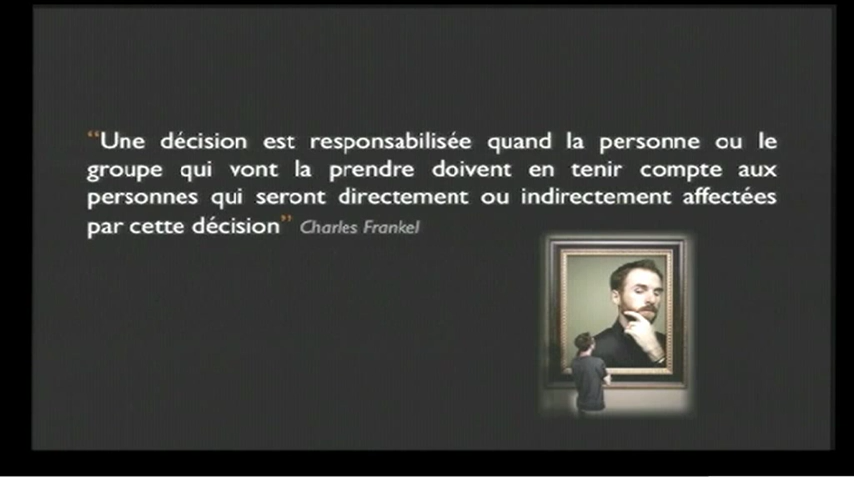 “Une décision est responsabilisée quand la personne ou le
groupe qui vont la prendre doivent en tenir compte aux
personnes qui seront directement ou indirectement affectées
par cette décision” Charles Frankel